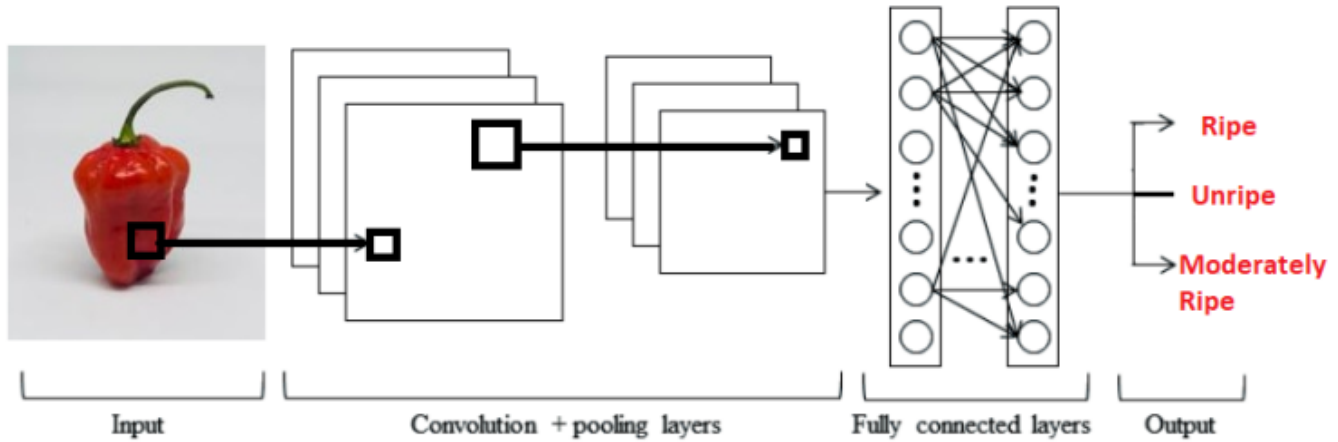 Ripe
Unripe
Moderately
Ripe
Input
Convolution + pooling layers
Fully connected layers
Output